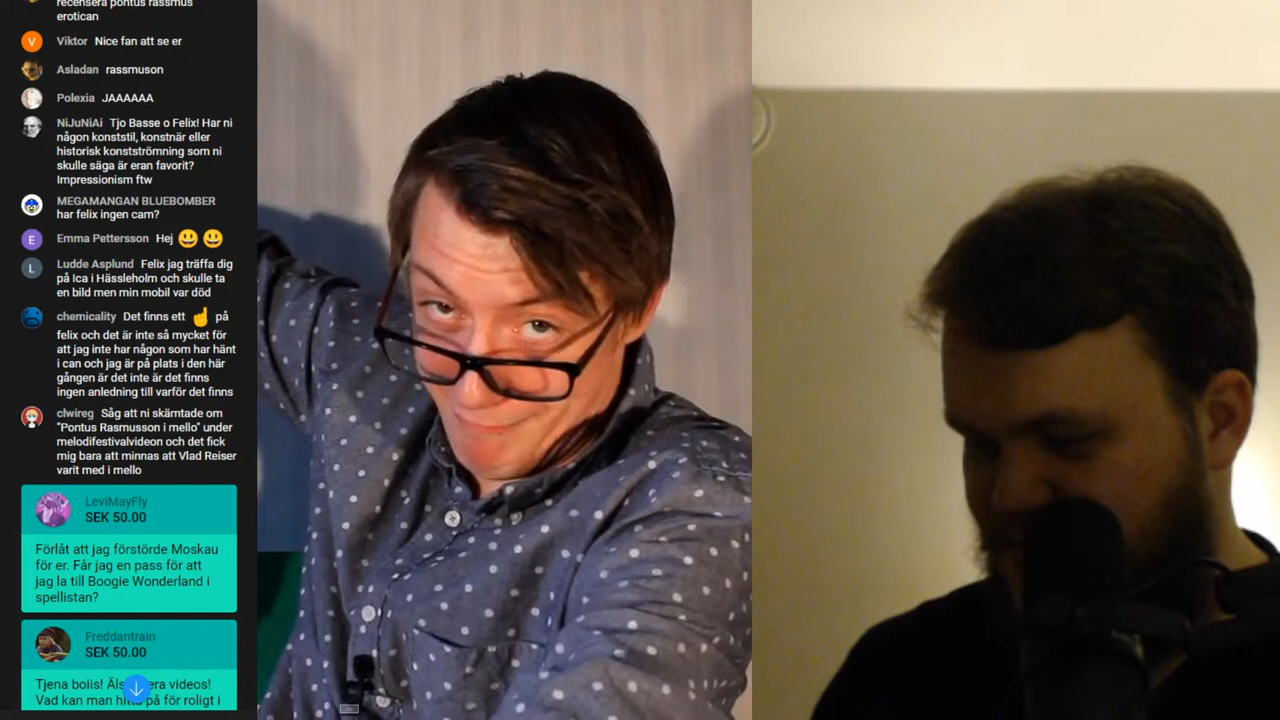 recensera pontus rassmus
erotican
V Viktor Nice fan att se er
Asladan rassmuson
Polexia JAAAAAA
NiJuNiAi Tjo Basse o Felix! Har ni
någon konststil, konstnär eller
historisk konstströmning som ni
skulle säga är eran favorit?
Impressionism ftw
MEGAMANGAN BLUEBOMBER
har felix ingen cam?
E Emma Pettersson Hej
L Ludde Asplund Felix jag träffa dig
på Ica i Hässleholm och skulle ta
en bild men min mobil var död
chemicality Det finns ett på
felix och det är inte så mycket för
att jag inte har någon som har hänt
i can och jag är på plats i den här
gången är det inte är det finns
ingen anledning till varför det finns
clwireg Såg att ni skämtade om
"Pontus Rasmusson i mello" under
melodifestivalvideon och det fick
mig bara att minnas att Vlad Reiser
varit med i mello
LeviMayFly
SEK 50.00
Förlåt att jag förstörde Moskau
för er. Får jag en pass för att
jag la till Boogie Wonderland i
spellistan?
Freddantrain
SEK 50.00
Tjena boiis! videos!
Vad kan man på för roligt i